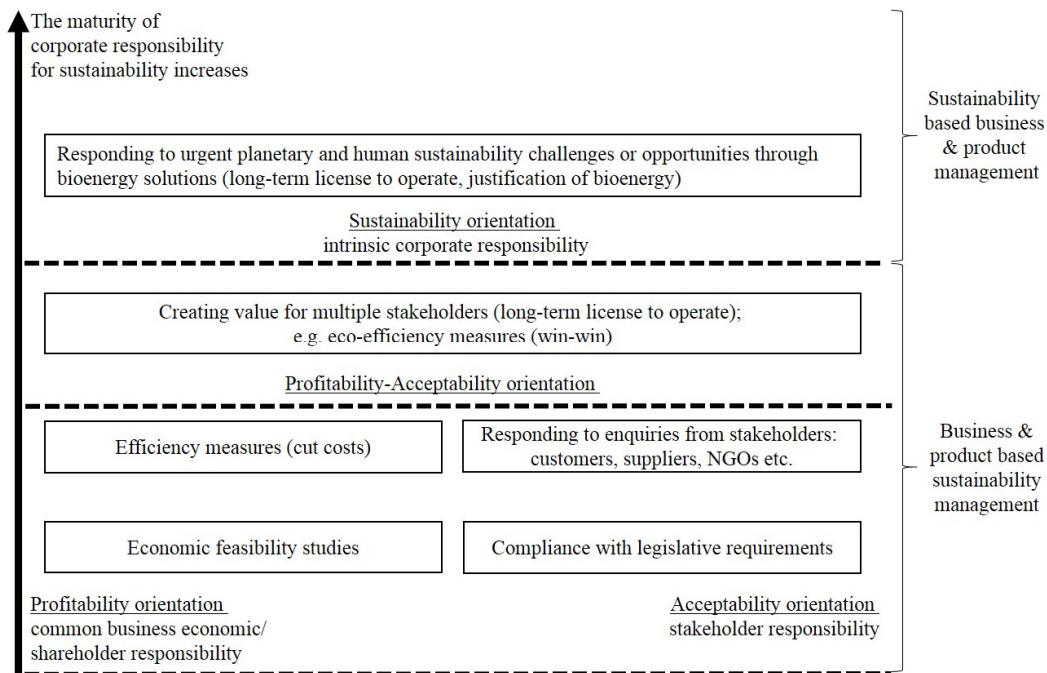 The maturity of
corporate responsibility
for sustainability increases
Sustainability
based business
& product
management
Responding to urgent planetary and human sustainability challenges or opportunities through
bioenergy solutions (long-term license to operate, justification of bioenergy)
Sustainability orientation
intrinsic corporate responsibility
Creating value for multiple stakeholders (long-term license to operate);
e.g. eco-efficiency measures (win-win)
Profitability-Acceptability orientation
Efficiency measures (cut costs)
Responding to enquiries from stakeholders:
customers, suppliers, NGOs etc.
Business &
product based
sustainability
management
Economic feasibility studies
Compliance with legislative requirements
Profitability orientation
common business economic/
shareholder responsibility
Acceptability orientation
stakeholder responsibility